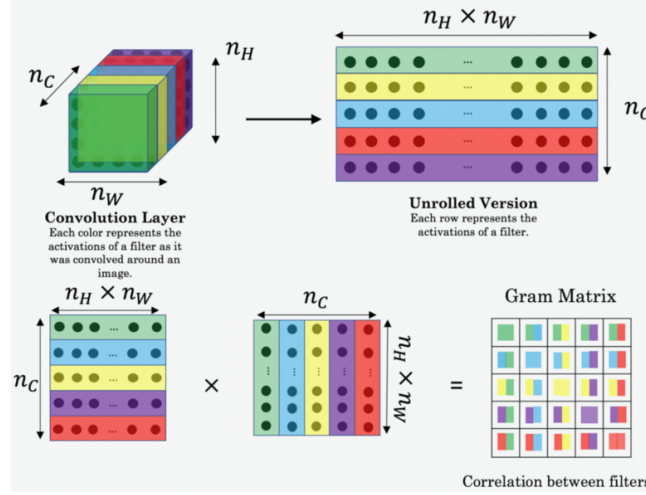 n_H × n_W
n_C
n_H
n_C
n_W
Convolution Layer
Each color represents the
activations of a filter as it
was convolved around an
image.
Unrolled Version
Each row represents the
activations of a filter.
n_H × n_W
n_C
n_C
n_H × n_W
×
=
Gram Matrix
Correlation between filters